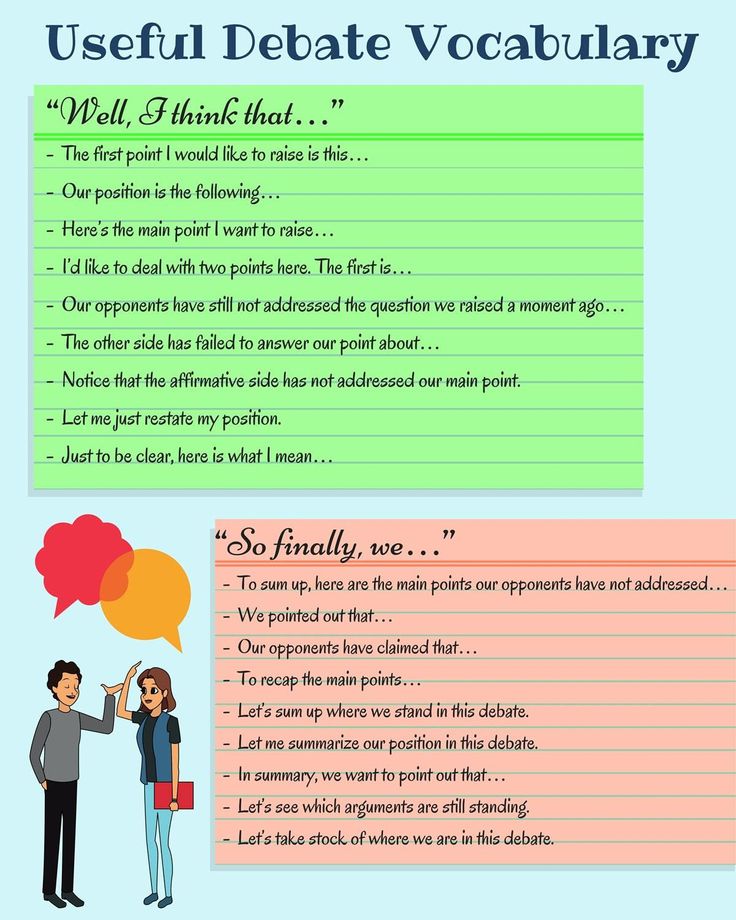 Useful Debate Vocabulary
“Well, I think that...”
- The first point I would like to raise is this...
- Our position is the following...
- Here's the main point I want to raise...
- I'd like to deal with two points here. The first is...
- Our opponents have still not addressed the question we raised a moment ago...
- The other side has failed to answer our point about...
- Notice that the affirmative side has not addressed our main point.
- Let me just restate my position.
- Just to be clear, here is what I mean...
“So finally, we...”
- To sum up, here are the main points our opponents have not addressed...
- We pointed out that...
- Our opponents have claimed that...
- To recap the main points...
- Let's sum up where we stand in this debate.
- Let me summarize our position in this debate.
- In summary, we want to point out that...
- Let's see which arguments are still standing.
- Let's take stock of where we are in this debate.